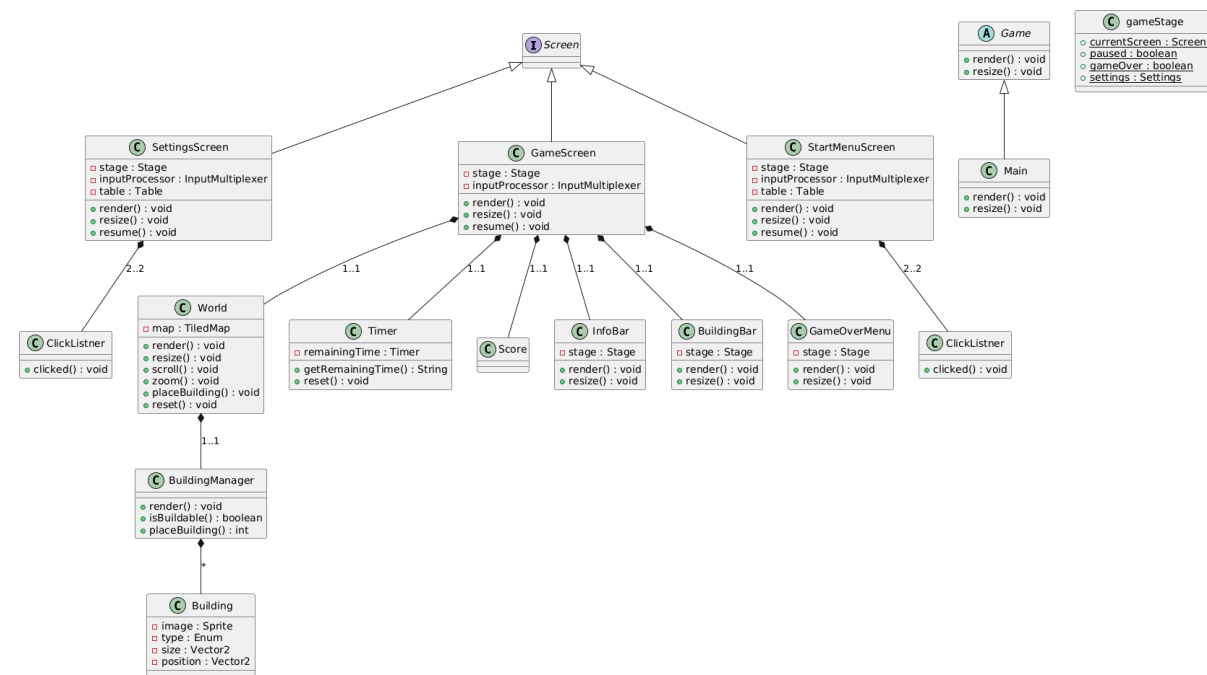 I Screen
A Game
+ render() : void
+ resize() : void
C gameStage
currentScreen : Screen
paused : boolean
gameOver : boolean
settings : Settings
C SettingsScreen
stage : Stage
inputProcessor : InputMultiplexer
table : Table
render() : void
resize() : void
resume() : void
C GameScreen
stage : Stage
inputProcessor : InputMultiplexer
render() : void
resize() : void
resume() : void
C StartMenuScreen
stage : Stage
inputProcessor : InputMultiplexer
table : Table
render() : void
resize() : void
resume() : void
C Main
render() : void
resize() : void
2..2
1..1
1..1
1..1
1..1
1..1
1..1
2..2
C ClickListner
clicked() : void
C World
map : TiledMap
render() : void
resize() : void
scroll() : void
zoom() : void
placeBuilding() : void
reset() : void
C Timer
remainingTime : Timer
getRemainingTime() : String
reset() : void
C Score
C InfoBar
stage : Stage
render() : void
resize() : void
C BuildingBar
stage : Stage
render() : void
resize() : void
C GameOverMenu
stage : Stage
render() : void
resize() : void
C ClickListner
clicked() : void
1..1
C BuildingManager
render() : void
isBuildable() : boolean
placeBuilding() : int
*
C Building
image : Sprite
type : Enum
size : Vector2
position : Vector2